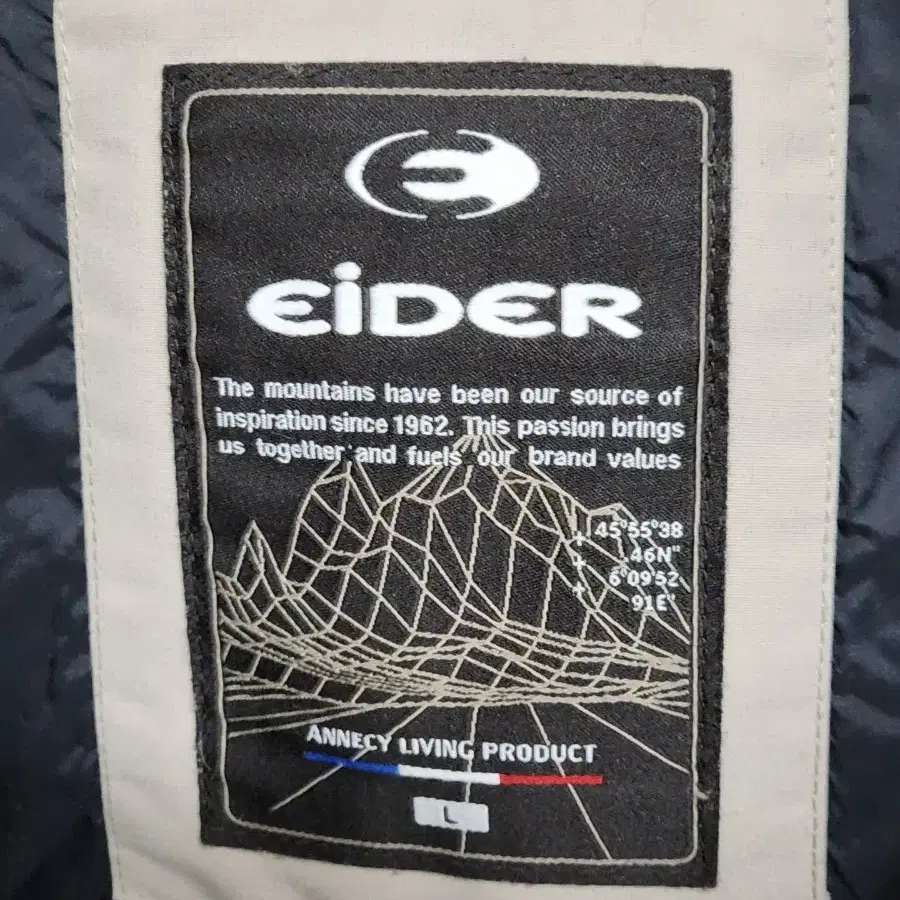 EiDER
The mountains have been our source of
inspiration since 1962. This passion brings
us together and fuels our brand values
45°55'38
.46N"
6°09'52
91E"
ANNECY LIVING PRODUCT
L